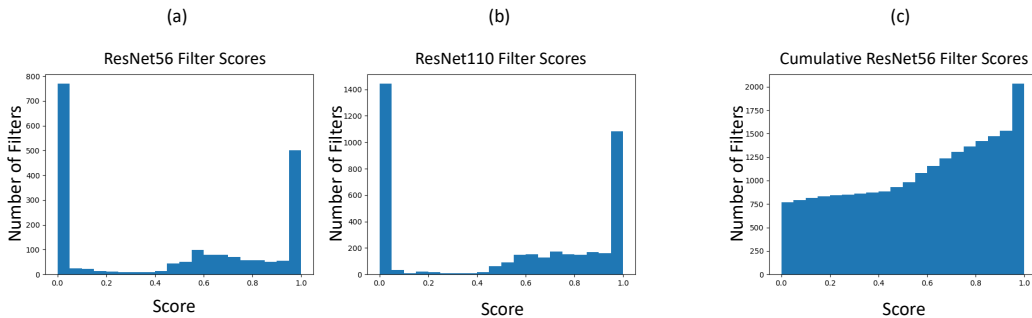 (a)
ResNet56 Filter Scores
800
700
600
500
400
300
200
100
0
Number of Filters
0.0 0.2 0.4 0.6 0.8 1.0
Score
(b)
ResNet110 Filter Scores
1400
1200
1000
800
600
400
200
0
Number of Filters
0.0 0.2 0.4 0.6 0.8 1.0
Score
(c)
Cumulative ResNet56 Filter Scores
2000
1750
1500
1250
1000
750
500
250
0
Number of Filters
0.0 0.2 0.4 0.6 0.8 1.0
Score